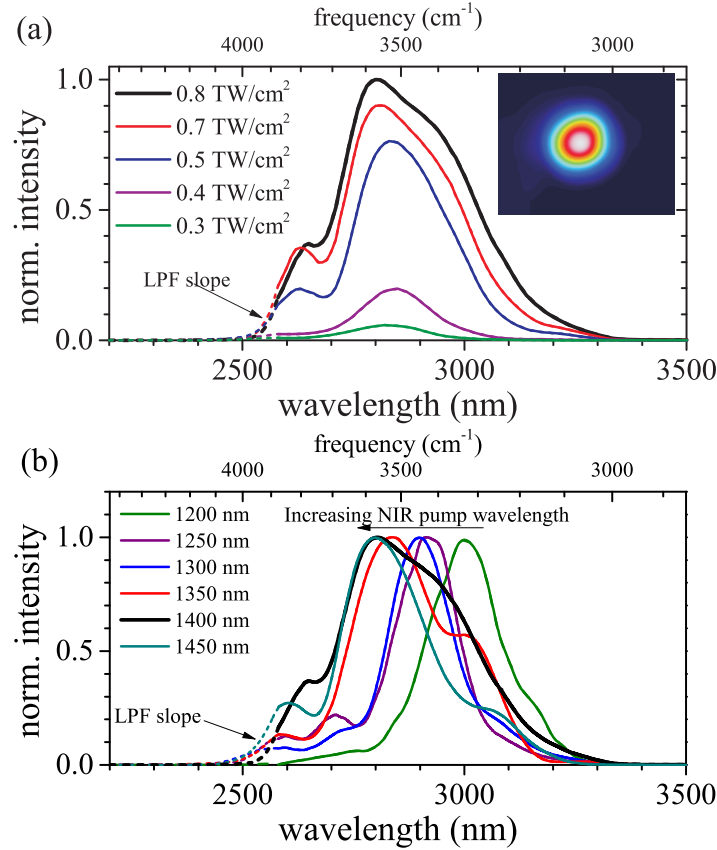 (a)
frequency (cm-1)
4000 3500 3000
1.0
0.8 TW/cm2
0.7 TW/cm2
0.5 TW/cm2
0.4 TW/cm2
0.3 TW/cm2
0.5
norm. intensity
LPF slope
0.0
2500 3000 3500
wavelength (nm)
(b)
frequency (cm-1)
4000 3500 3000
1200 nm
1250 nm
1300 nm
1350 nm
1400 nm
1450 nm
Increasing NIR pump wavelength
1.0
0.5
norm. intensity
LPF slope
0.0
2500 3000 3500
wavelength (nm)